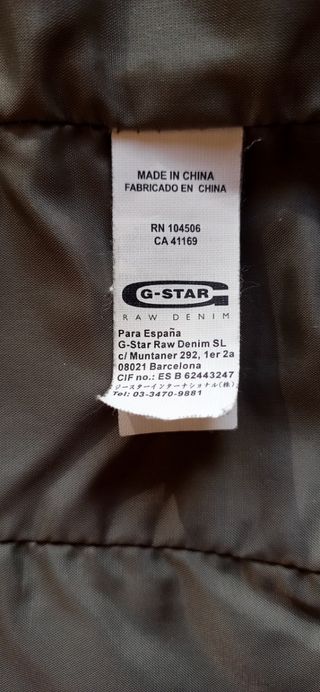 MADE IN CHINA
FABRICADO EN CHINA
RN 104506
CA 41169
G-STAR
RAW DENIM
Para España
G-Star Raw Denim SL
c/ Muntaner 292, 1er 2a
08021 Barcelona
CIF no.: ES B 62443247
ジースターインターナショナル(株)
Tel: 03-3470-9881